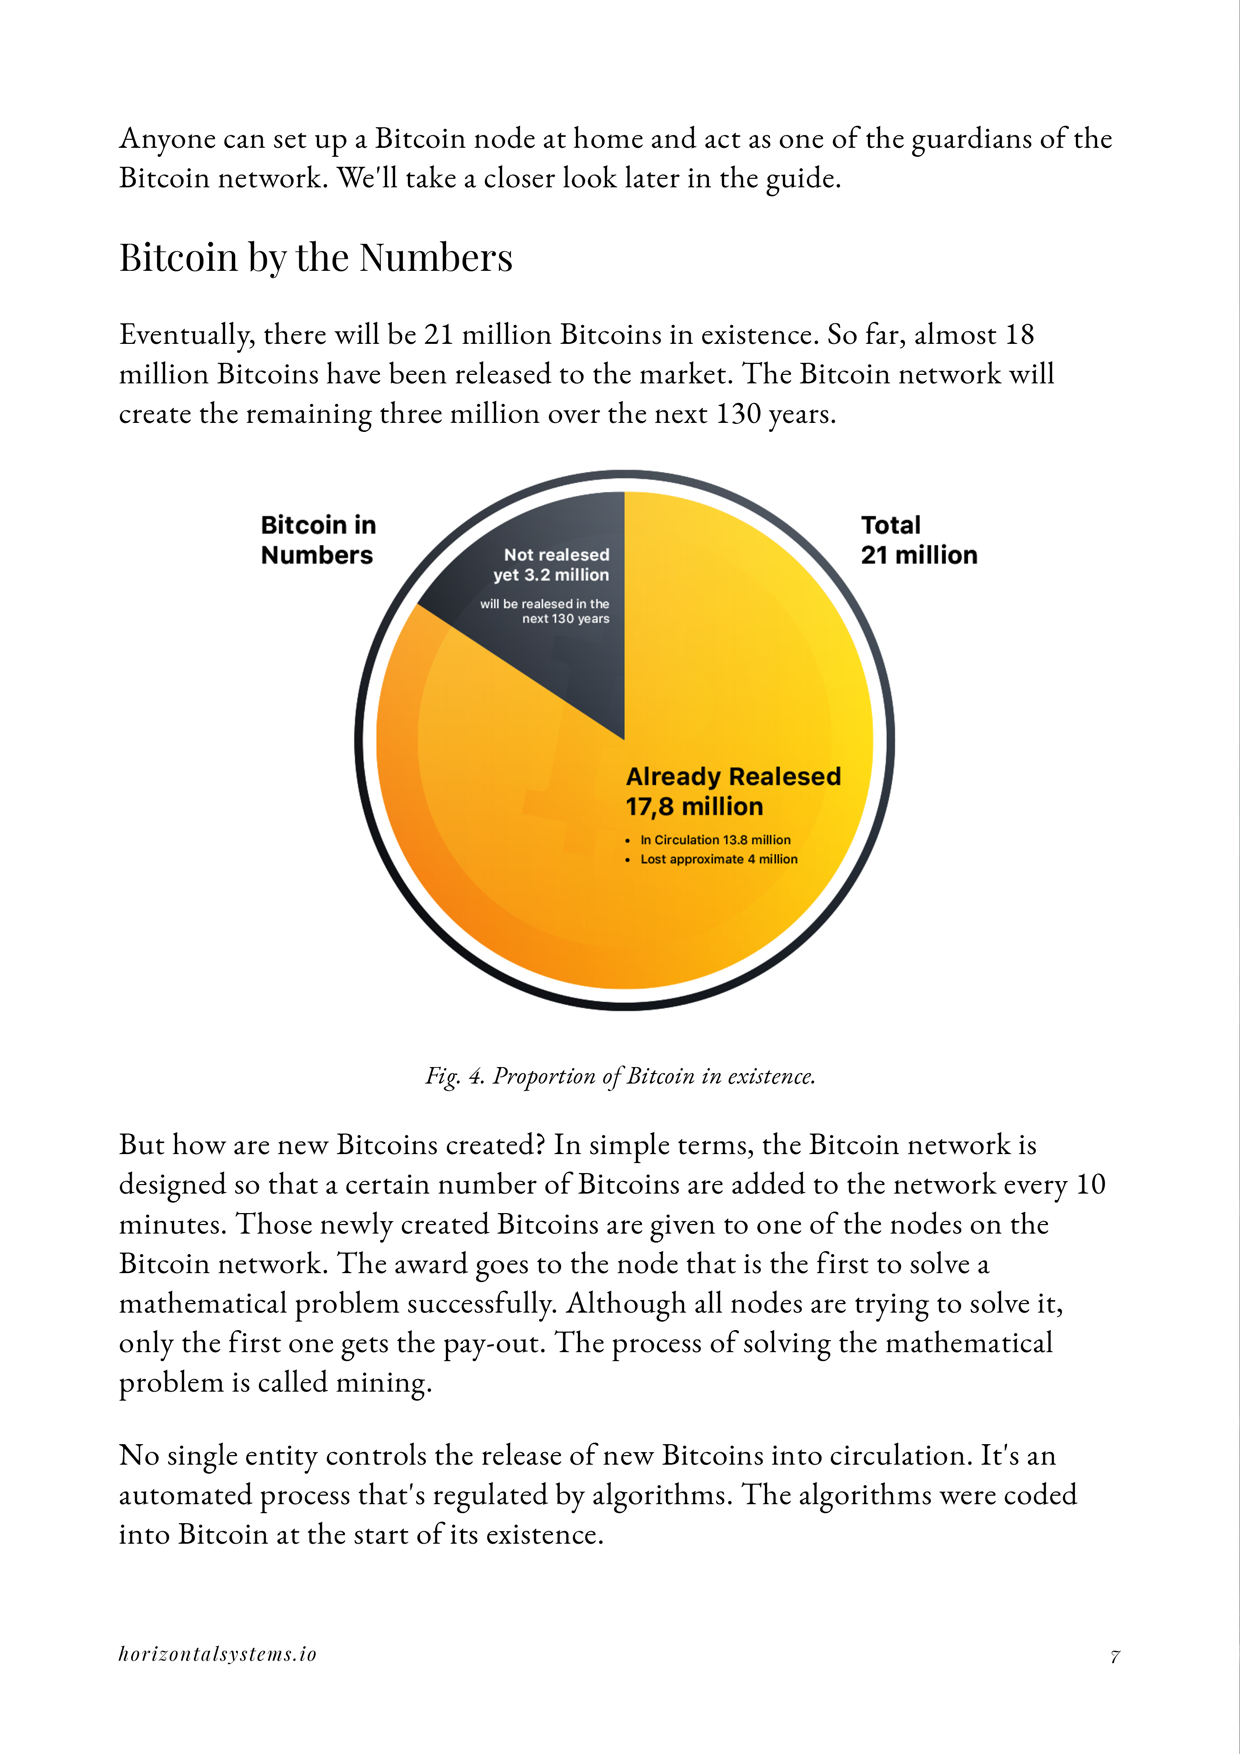 Anyone can set up a Bitcoin node at home and act as one of the guardians of the
Bitcoin network. We'll take a closer look later in the guide.
Bitcoin by the Numbers
Eventually, there will be 21 million Bitcoins in existence. So far, almost 18
million Bitcoins have been released to the market. The Bitcoin network will
create the remaining three million over the next 130 years.
Bitcoin in
Numbers
Total
21 million
Not realesed
yet 3.2 million
will be realesed in the
next 130 years
Already Realesed
17,8 million
• In Circulation 13.8 million
• Lost approximate 4 million
Fig. 4. Proportion of Bitcoin in existence.
But how are new Bitcoins created? In simple terms, the Bitcoin network is
designed so that a certain number of Bitcoins are added to the network every 10
minutes. Those newly created Bitcoins are given to one of the nodes on the
Bitcoin network. The award goes to the node that is the first to solve a
mathematical problem successfully. Although all nodes are trying to solve it,
only the first one gets the pay-out. The process of solving the mathematical
problem is called mining.
No single entity controls the release of new Bitcoins into circulation. It's an
automated process that's regulated by algorithms. The algorithms were coded
into Bitcoin at the start of its existence.
horizontalsystems.io
7